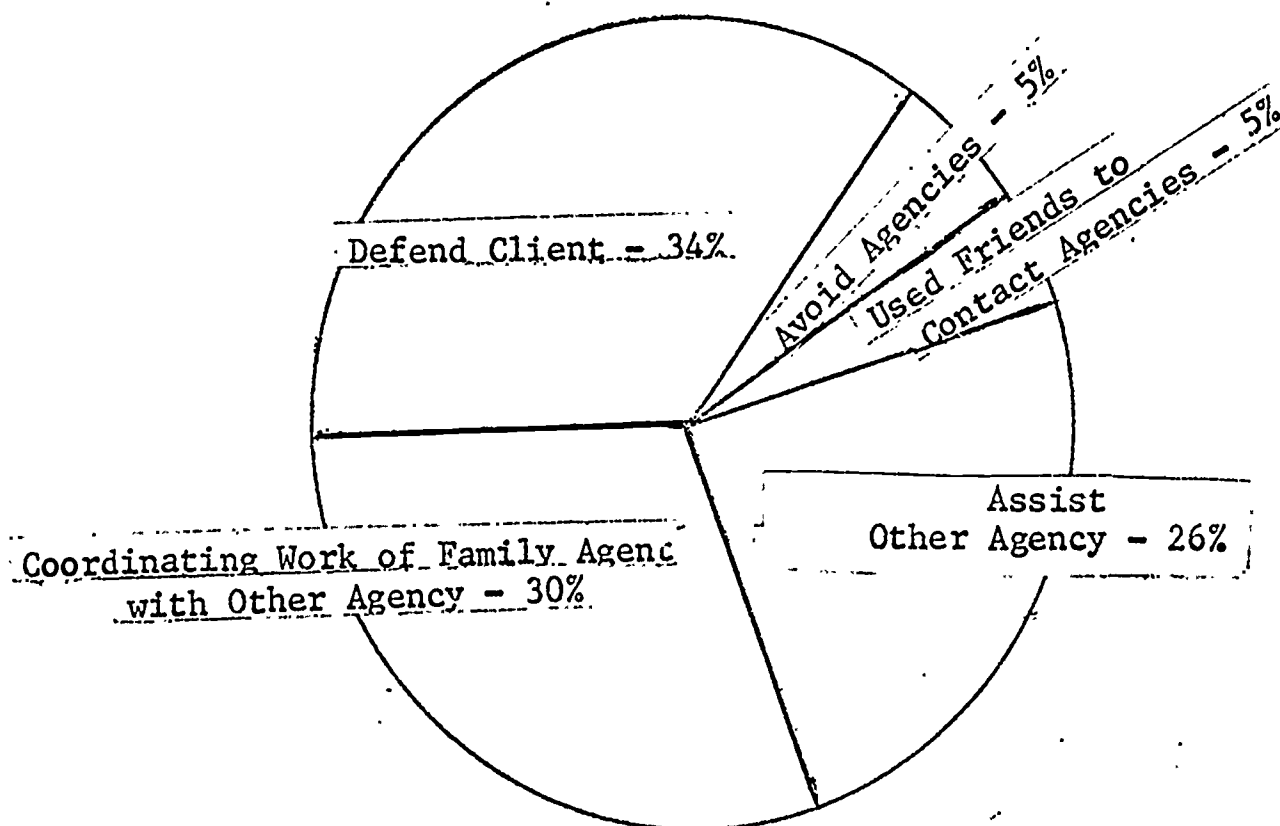 Avoid Agencies - 5%
Used Friends to
Contact Agencies - 5%
Defend Client - 34%
Assist
Other Agency - 26%
Coordinating Work of Family Agenc
with Other Agency - 30%